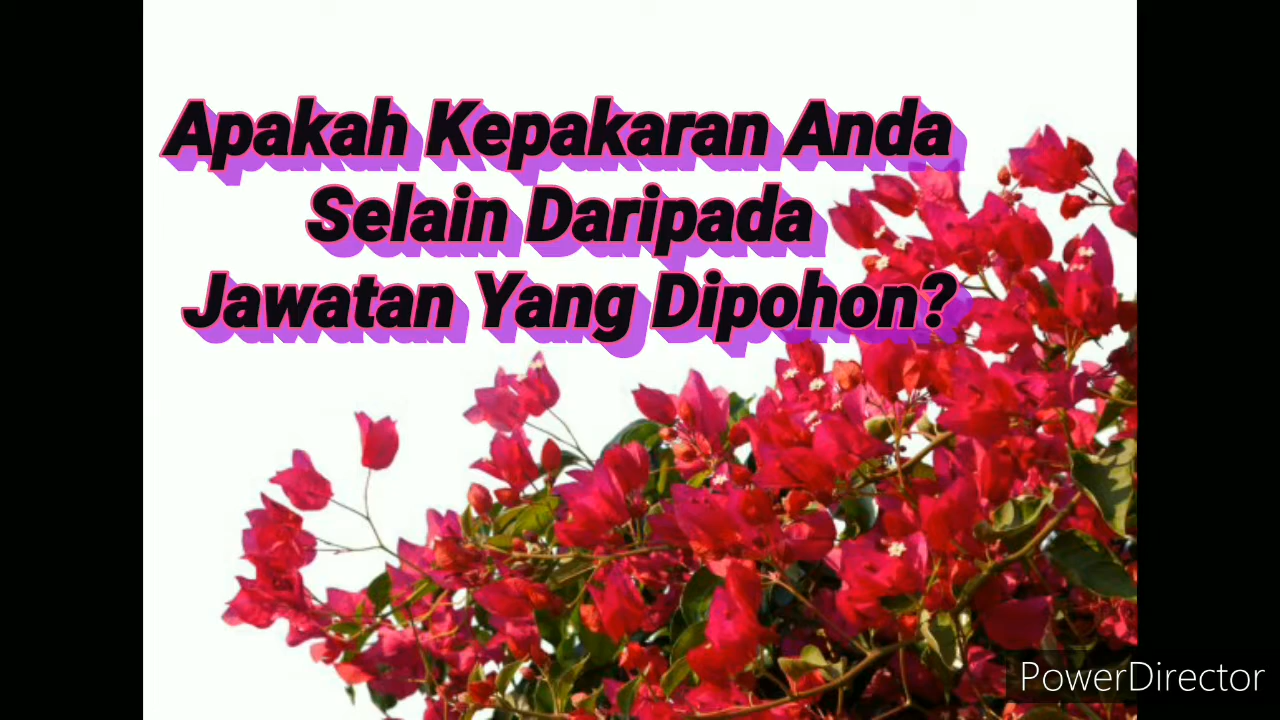 Apakah Kepakaran Anda
Selain Daripada
Jawatan Yang Dipohon?
PowerDirector